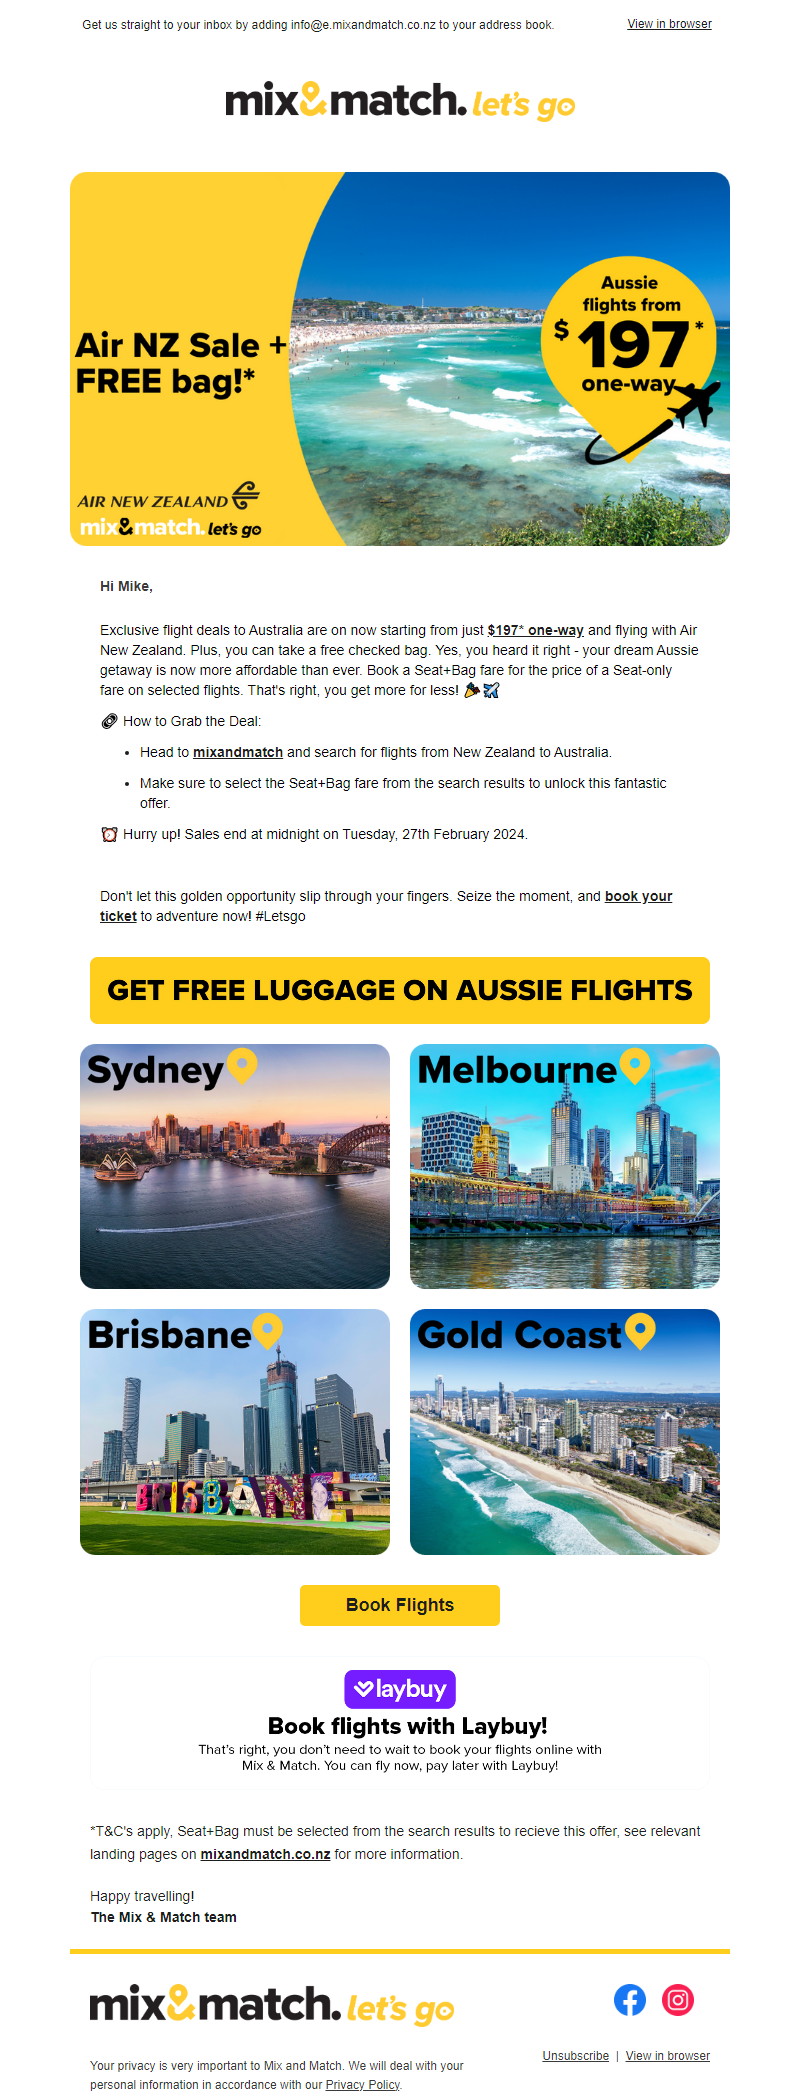 Get us straight to your inbox by adding info@e.mixandmatch.co.nz to your address book.
View in browser
mix&match. let's go
Air NZ Sale +
FREE bag!*
AIR NEW ZEALAND
mix&match. let's go
Aussie
flights from
$197*
one-way
Hi Mike,
Exclusive flight deals to Australia are on now starting from just $197* one-way and flying with Air
New Zealand. Plus, you can take a free checked bag. Yes, you heard it right - your dream Aussie
getaway is now more affordable than ever. Book a Seat+Bag fare for the price of a Seat-only
fare on selected flights. That's right, you get more for less! 🎉✈️
🎟 How to Grab the Deal:
• Head to mixandmatch and search for flights from New Zealand to Australia.
• Make sure to select the Seat+Bag fare from the search results to unlock this fantastic
offer.
⏰ Hurry up! Sales end at midnight on Tuesday, 27th February 2024.
Don't let this golden opportunity slip through your fingers. Seize the moment, and book your
ticket to adventure now! #Letsgo
GET FREE LUGGAGE ON AUSSIE FLIGHTS
Sydney
Melbourne
Brisbane
BRISBANE
Gold Coast
Book Flights
laybuy
Book flights with Laybuy!
That's right, you don't need to wait to book your flights online with
Mix & Match. You can fly now, pay later with Laybuy!
*T&C's apply, Seat+Bag must be selected from the search results to recieve this offer, see relevant
landing pages on mixandmatch.co.nz for more information.
Happy travelling!
The Mix & Match team
mix&match. let's go
Unsubscribe | View in browser
Your privacy is very important to Mix and Match. We will deal with your
personal information in accordance with our Privacy Policy.